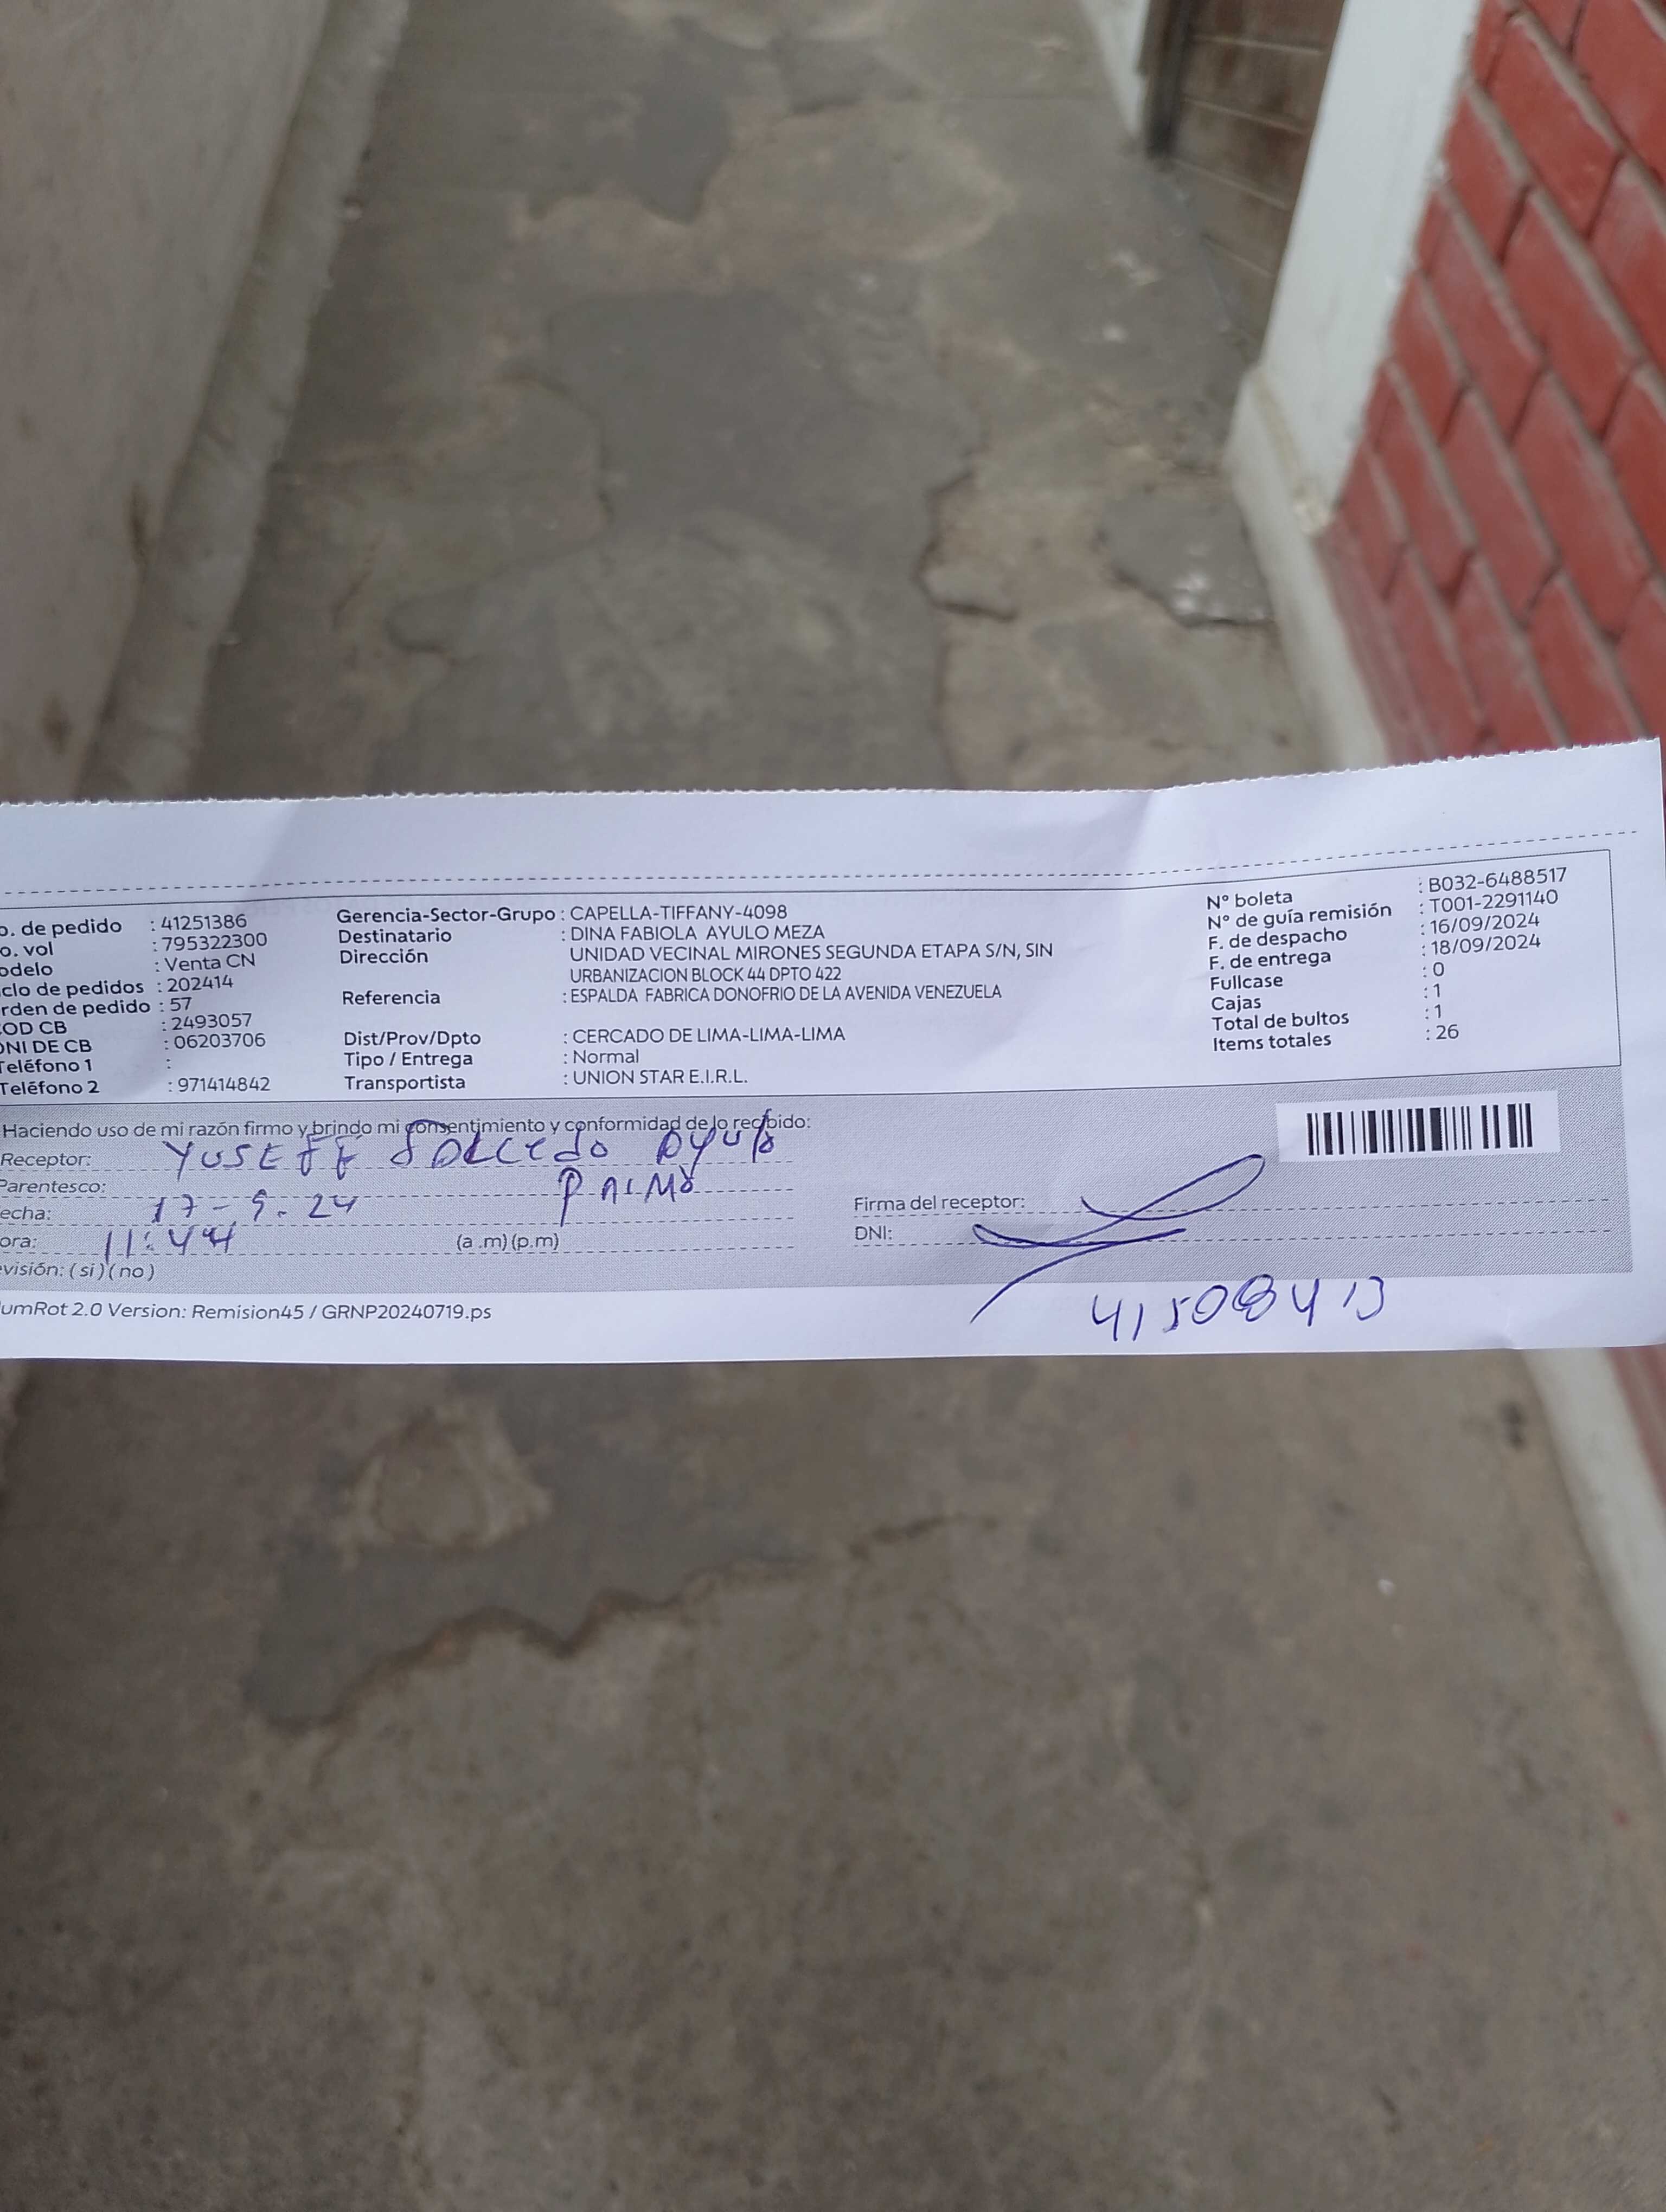 o. de pedido : 41251386
o. vol : 795322300
odelo : Venta CN
clo de pedidos : 202414
rden de pedido : 57
OD CB : 2493057
NI DE CB : 06203706
Teléfono 1 :
Teléfono 2 : 971414842
Gerencia-Sector-Grupo : CAPELLA-TIFFANY-4098
Destinatario : DINA FABIOLA AYULO MEZA
Dirección UNIDAD VECINAL MIRONES SEGUNDA ETAPA S/N, SIN
URBANIZACION BLOCK 44 DPTO 422
Referencia : ESPALDA FABRICA DONOFRIO DE LA AVENIDA VENEZUELA
Dist/Prov/Dpto : CERCADO DE LIMA-LIMA-LIMA
Tipo / Entrega : Normal
Transportista : UNION STAR E.I.R.L.
N° boleta : B032-6488517
N° de guía remisión : T001-2291140
F. de despacho : 16/09/2024
F. de entrega : 18/09/2024
Fullcase : 0
Cajas : 1
Total de bultos : 1
Items totales : 26
Haciendo uso de mi razón firmo y brindo mi consentimiento y conformidad de lo recibido:
Receptor: YUSEFF SALCEDO AYULO
Parentesco: PRIMO
echa: 17-9-24
ora: 11:44 (a .m) (p.m)
visión: ( si ) ( no )
Firma del receptor:
DNI:
umRot 2.0 Version: Remision45 / GRNP20240719.ps